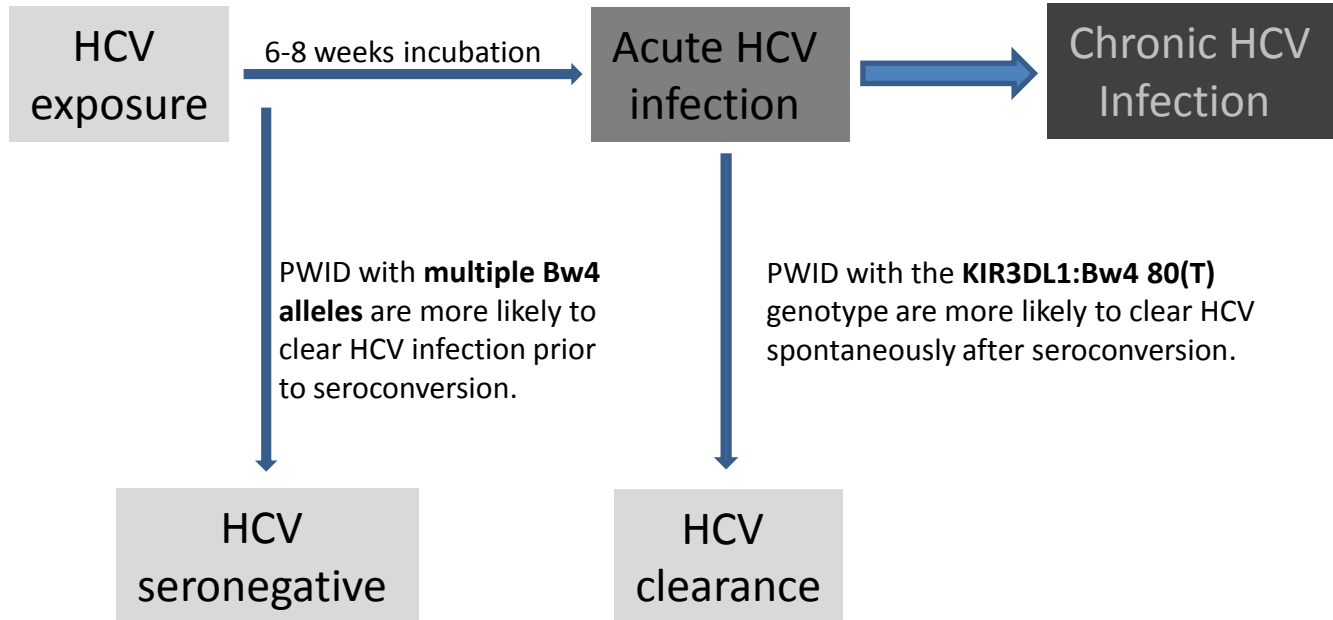 HCV
exposure
6-8 weeks incubation
Acute HCV
infection
Chronic HCV
Infection
PWID with multiple Bw4
alleles are more likely to
clear HCV infection prior
to seroconversion.
PWID with the KIR3DL1:Bw4 80(T)
genotype are more likely to clear HCV
spontaneously after seroconversion.
HCV
seronegative
HCV
clearance